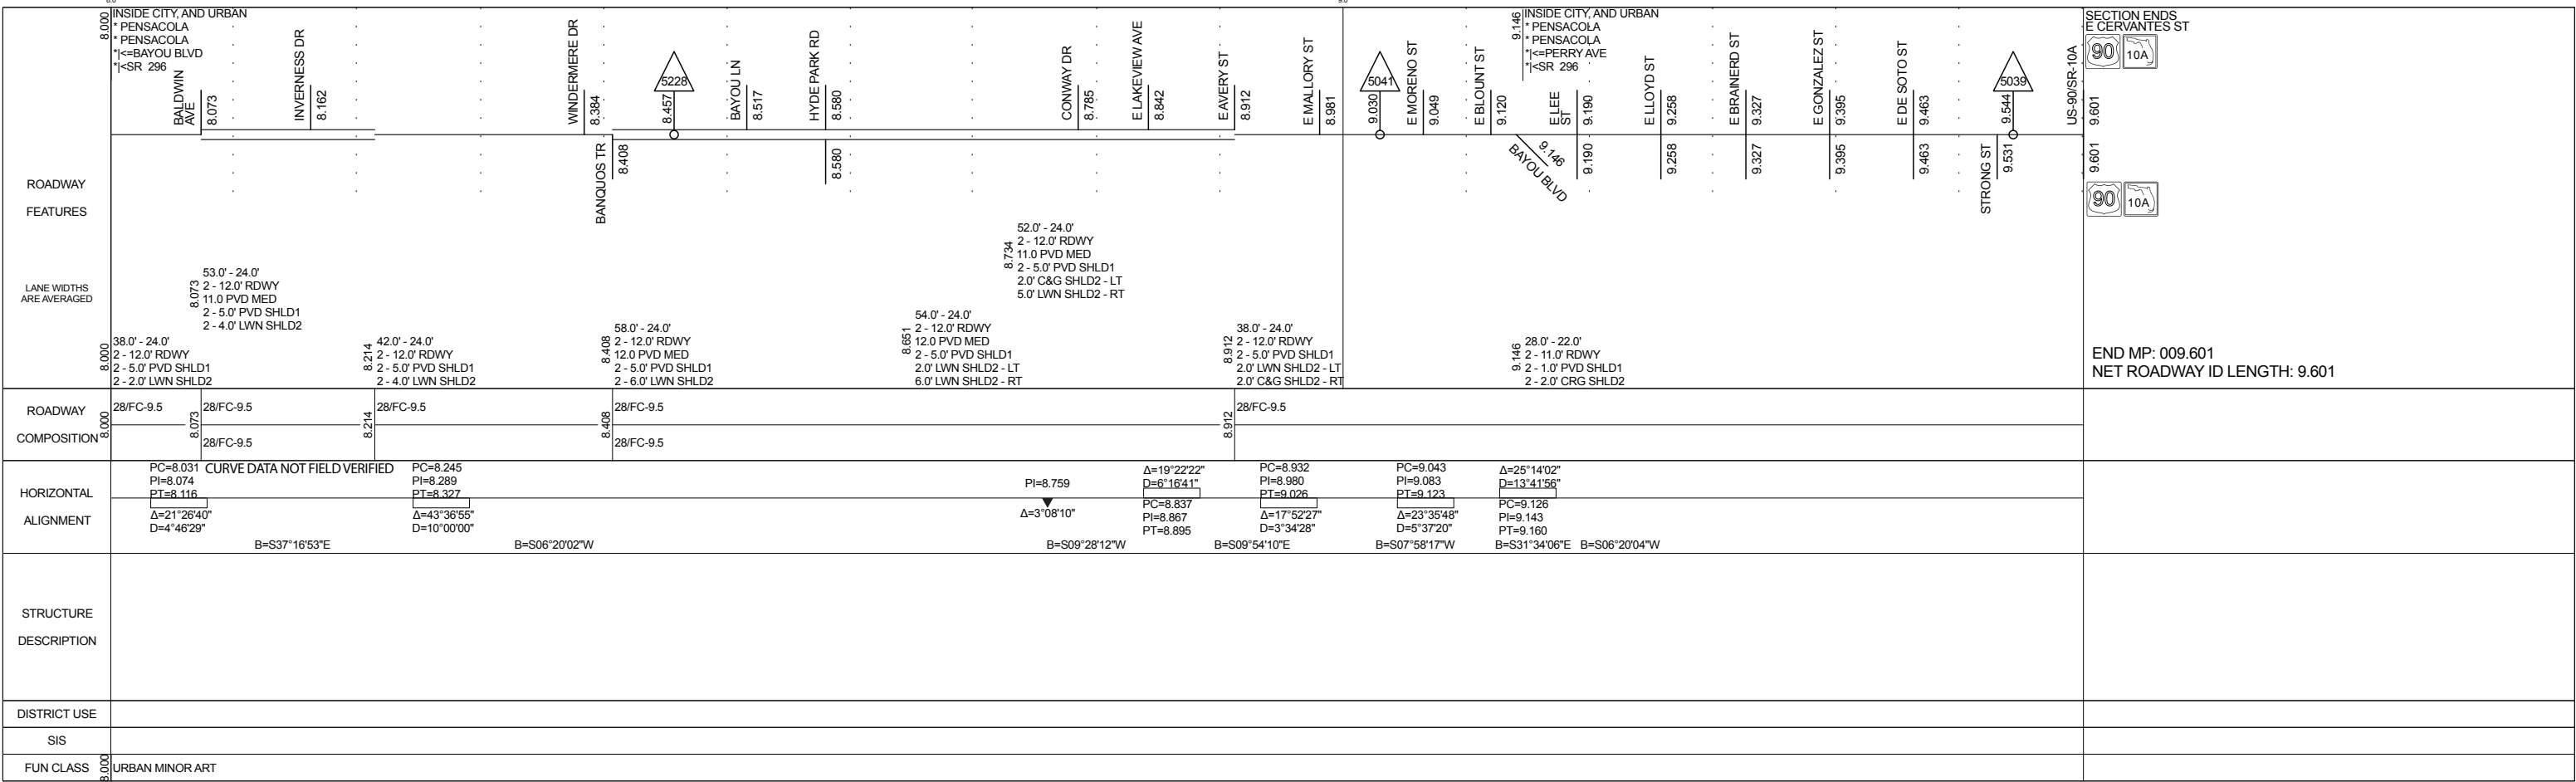 8.0
9.0
8.000
INSIDE CITY, AND URBAN
* PENSACOLA
* PENSACOLA
*|<=BAYOU BLVD
*|<SR 296
BALDWIN
AVE
8.073
INVERNESS DR
8.162
WINDERMERE DR
8.384
5228
8.457
BAYOU LN
8.517
HYDE PARK RD
8.580
CONWAY DR
8.785
E LAKEVIEW AVE
8.842
E AVERY ST
8.912
E MALLORY ST
8.981
5041
9.030
E MORENO ST
9.049
E BLOUNT ST
9.120
9.146
INSIDE CITY, AND URBAN
* PENSACOLA
* PENSACOLA
*|<=PERRY AVE
*|<SR 296
E LEE
ST
9.190
E LLOYD ST
9.258
E BRAINERD ST
9.327
E GONZALEZ ST
9.395
E DE SOTO ST
9.463
5039
9.544
US-90/SR-10A
9.601
SECTION ENDS
E CERVANTES ST
90
10A
ROADWAY
FEATURES
BANQUOS TR
8.408
8.580
9.146
BAYOU BLVD
9.190
9.258
9.327
9.395
9.463
STRONG ST
9.531
9.601
90
10A
LANE WIDTHS
ARE AVERAGED
8.000
38.0' - 24.0'
2 - 12.0' RDWY
2 - 5.0' PVD SHLD1
2 - 2.0' LWN SHLD2
8.073
53.0' - 24.0'
2 - 12.0' RDWY
11.0 PVD MED
2 - 5.0' PVD SHLD1
2 - 4.0' LWN SHLD2
8.214
42.0' - 24.0'
2 - 12.0' RDWY
2 - 5.0' PVD SHLD1
2 - 4.0' LWN SHLD2
8.408
58.0' - 24.0'
2 - 12.0' RDWY
12.0 PVD MED
2 - 5.0' PVD SHLD1
2 - 6.0' LWN SHLD2
8.651
54.0' - 24.0'
2 - 12.0' RDWY
12.0 PVD MED
2 - 5.0' PVD SHLD1
2.0' LWN SHLD2 - LT
6.0' LWN SHLD2 - RT
8.734
52.0' - 24.0'
2 - 12.0' RDWY
11.0 PVD MED
2 - 5.0' PVD SHLD1
2.0' C&G SHLD2 - LT
5.0' LWN SHLD2 - RT
8.912
38.0' - 24.0'
2 - 12.0' RDWY
2 - 5.0' PVD SHLD1
2.0' LWN SHLD2 - LT
2.0' C&G SHLD2 - RT
9.146
28.0' - 22.0'
2 - 11.0' RDWY
2 - 1.0' PVD SHLD1
2 - 2.0' CRG SHLD2
END MP: 009.601
NET ROADWAY ID LENGTH: 9.601
ROADWAY
COMPOSITION
8.000
28/FC-9.5
8.073
28/FC-9.5
28/FC-9.5
8.214
28/FC-9.5
8.408
28/FC-9.5
28/FC-9.5
8.912
28/FC-9.5
HORIZONTAL
ALIGNMENT
PC=8.031
PI=8.074
PT=8.116
Δ=21°26'40"
D=4°46'29"
CURVE DATA NOT FIELD VERIFIED
B=S37°16'53"E
PC=8.245
PI=8.289
PT=8.327
Δ=43°36'55"
D=10°00'00"
B=S06°20'02"W
PI=8.759
Δ=3°08'10"
B=S09°28'12"W
Δ=19°22'22"
D=6°16'41"
PC=8.837
PI=8.867
PT=8.895
B=S09°54'10"E
PC=8.932
PI=8.980
PT=9.026
Δ=17°52'27"
D=3°34'28"
B=S07°58'17"W
PC=9.043
PI=9.083
PT=9.123
Δ=23°35'48"
D=5°37'20"
B=S31°34'06"E
Δ=25°14'02"
D=13°41'56"
PC=9.126
PI=9.143
PT=9.160
B=S06°20'04"W
STRUCTURE
DESCRIPTION
DISTRICT USE
SIS
FUN CLASS
8.000
URBAN MINOR ART